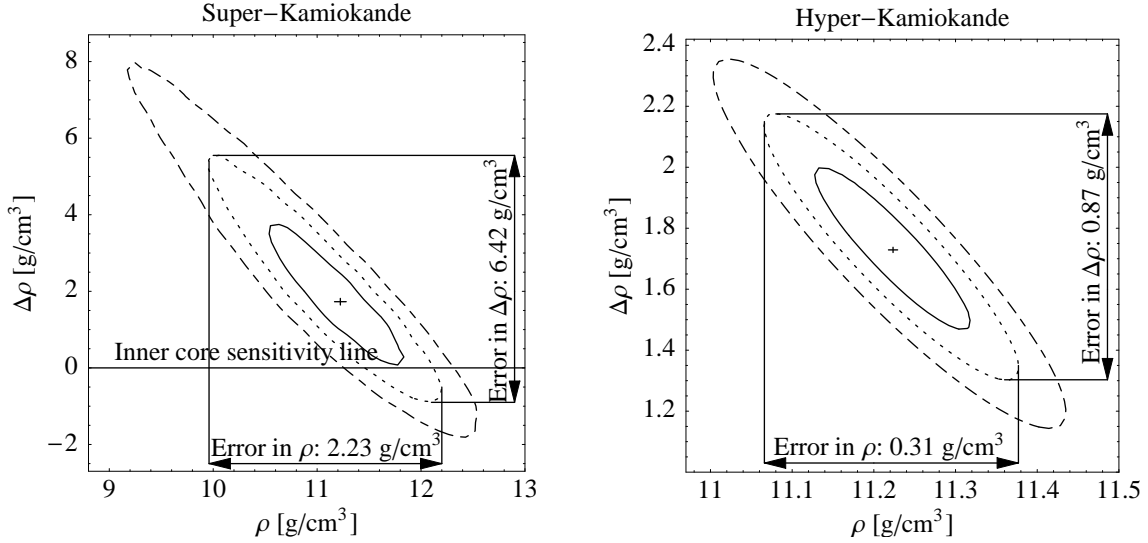 Super−Kamiokande
8
6
4
2
0
−2
Δρ [g/cm³]
Inner core sensitivity line
Error in Δρ: 6.42 g/cm³
Error in ρ: 2.23 g/cm³
9 10 11 12 13
ρ [g/cm³]
Hyper−Kamiokande
2.4
2.2
2
1.8
1.6
1.4
1.2
Δρ [g/cm³]
Error in Δρ: 0.87 g/cm³
Error in ρ: 0.31 g/cm³
11 11.1 11.2 11.3 11.4 11.5
ρ [g/cm³]